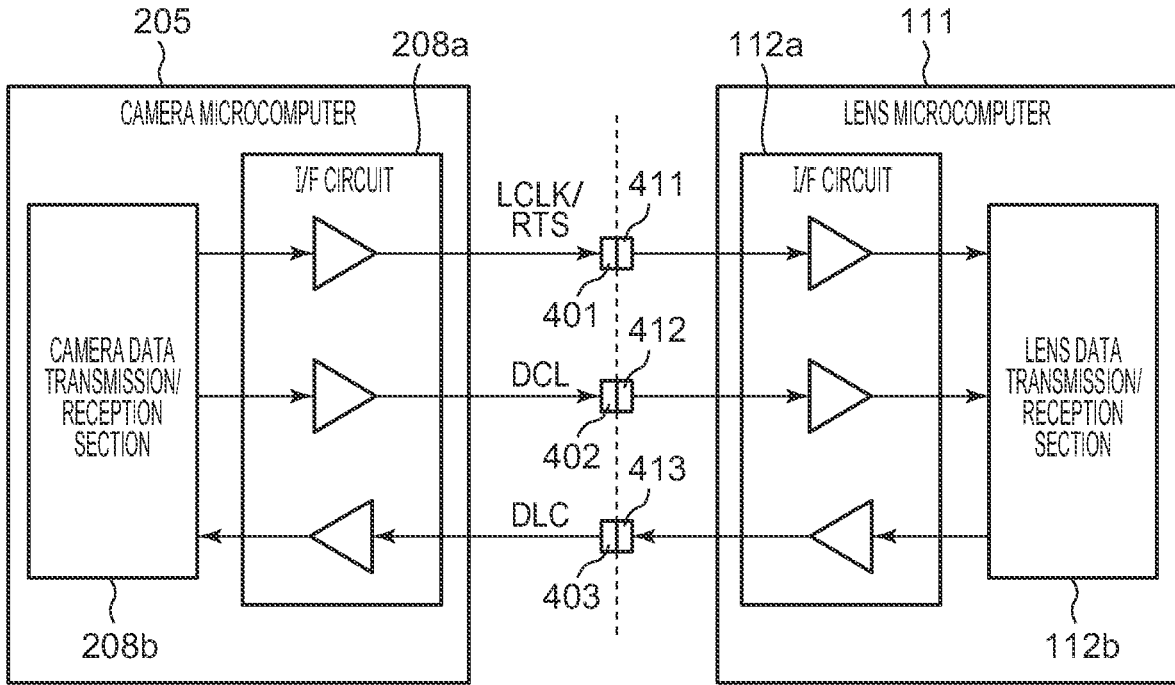 205
208a
112a
111
CAMERA MICROCOMPUTER
LENS MICROCOMPUTER
I/F CIRCUIT
I/F CIRCUIT
LCLK/
RTS
411
401
CAMERA DATA
TRANSMISSION/
RECEPTION
SECTION
DCL
412
402
LENS DATA
TRANSMISSION/
RECEPTION
SECTION
DLC
413
403
208b
112b